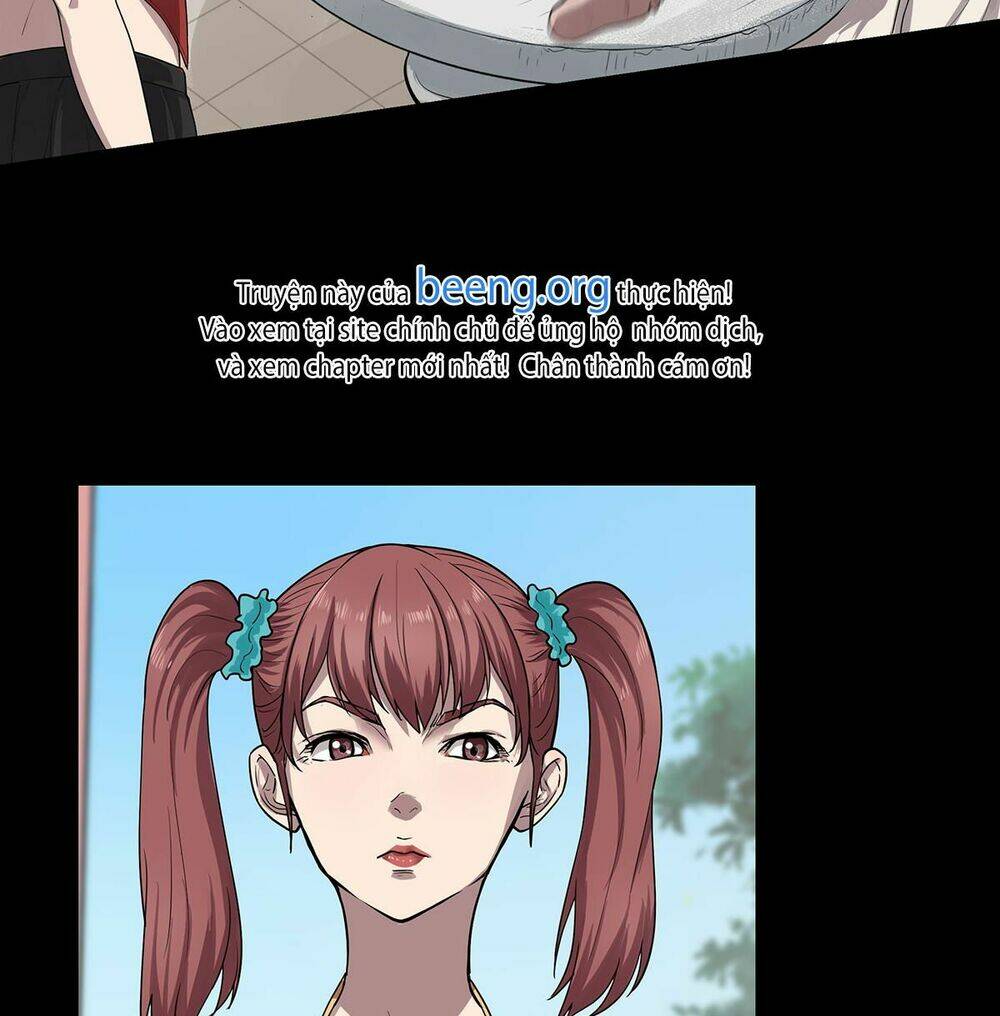 Truyện này của beeng.org thực hiện!
Vào xem tại site chính chủ để ủng hộ nhóm dịch,
và xem chapter mới nhất! Chân thành cám ơn!